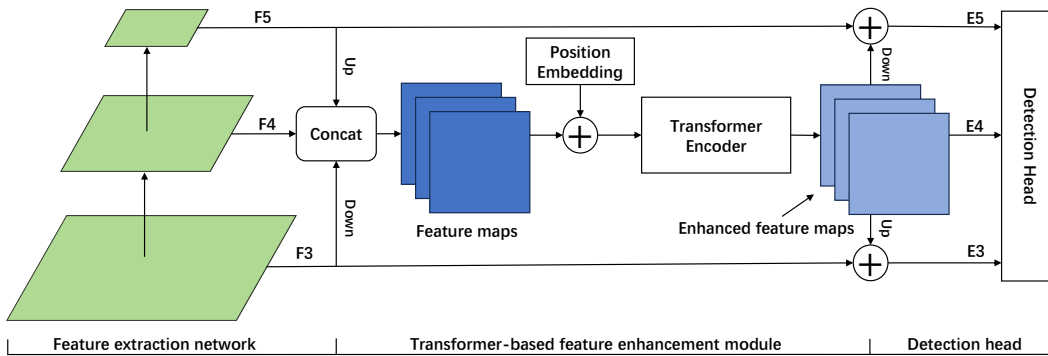 F5
E5
Up
Position
Embedding
Down
F4
Concat
Transformer
Encoder
E4
Detection Head
Down
Feature maps
Enhanced feature maps
Up
F3
E3
Feature extraction network
Transformer-based feature enhancement module
Detection head